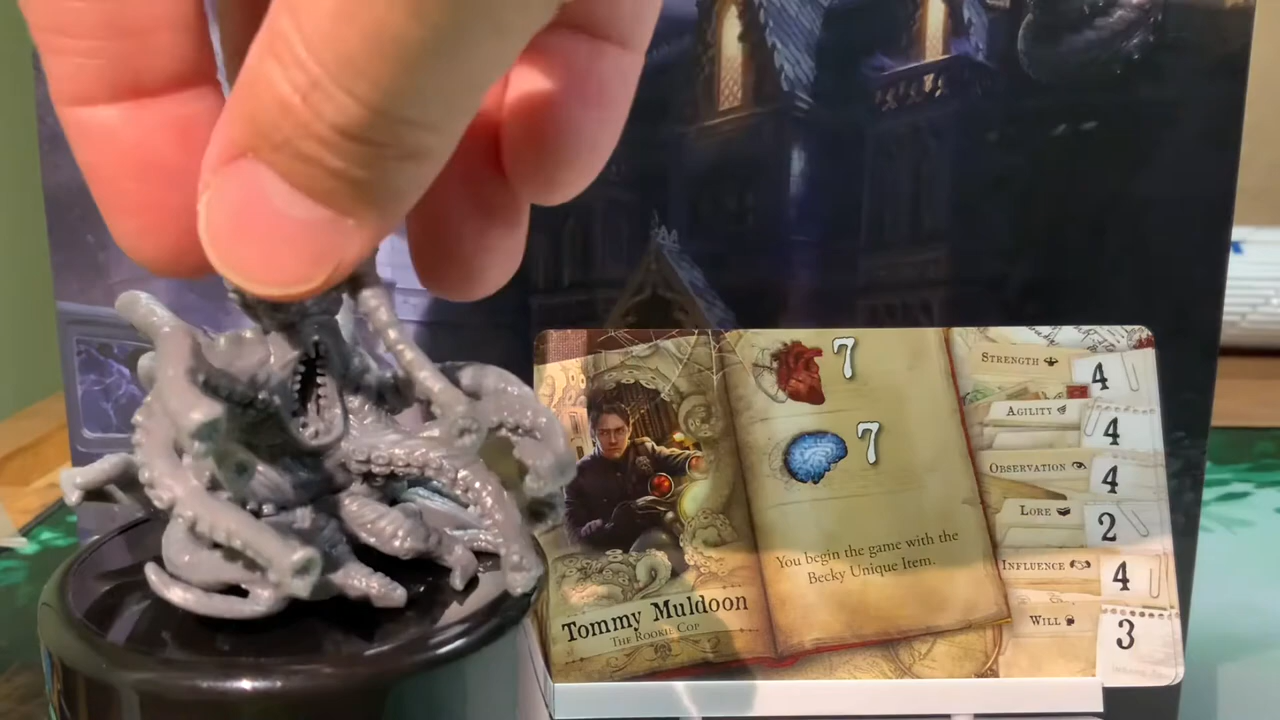 7
7
You begin the game with the
Becky Unique Item.
Tommy Muldoon
The Rookie Cop
Strength 4
Agility 4
Observation 4
Lore 2
Influence 4
Will 3